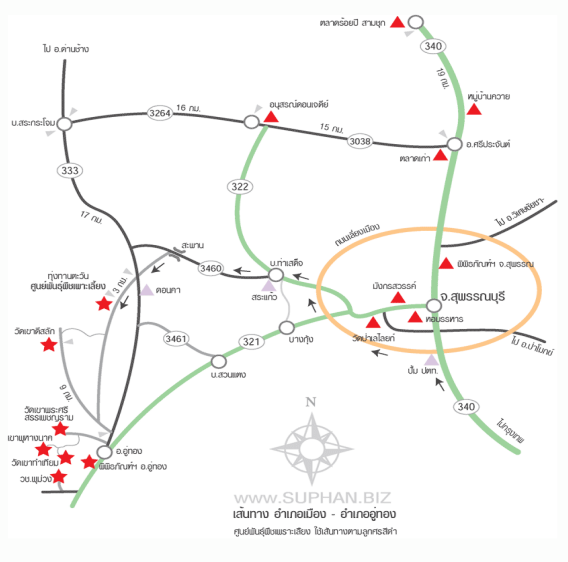 ตลาดร้อยปี สามชุก
340
ไป อ.ด่านช้าง
19 กม.
หมู่บ้านควาย
16 กม.
อนุสรณ์ดอนเจดีย์
3264
บ.สระกระโจม
15 กม.
3038
อ.ศรีประจันต์
ตลาดเก่า
333
322
17 กม.
ไป อ.วิเศษชัยชา-
ถนนเลี่ยงเมือง
สะพาน
3460
บ.ท่าเสด็จ
พิพิธภัณฑ์ฯ จ.สุพรรณ
ทุ่งทานตะวัน
ศูนย์พันธุ์พืชเพาะเลี้ยง
3 กม.
ดอนคา
สระแก้ว
มังกรสวรรค์
จ.สุพรรณบุรี
หอบรรหาร
วัดเขาดีสลัก
3461
321
บางกุ้ง
วัดป่าเลไลยก์
ไป อ.ป่าโมกข์
บ.สวนแตง
ปั๊ม ปตท.
9 กม.
340
วัดเขาพระศรี
สรรเพชญาราม
ไปกรุงเทพ
เขาพุหางนาค
อ.อู่ทอง
วัดเขาทำเทียม
พิพิธภัณฑ์ฯ อ.อู่ทอง
วช.พุม่วง
N
www.SUPHAN.BIZ
เส้นทาง อำเภอเมือง - อำเภออู่ทอง
ศูนย์พันธุ์พืชเพราะเลี้ยง ใช้เส้นทางตามลูกศรสีดำ